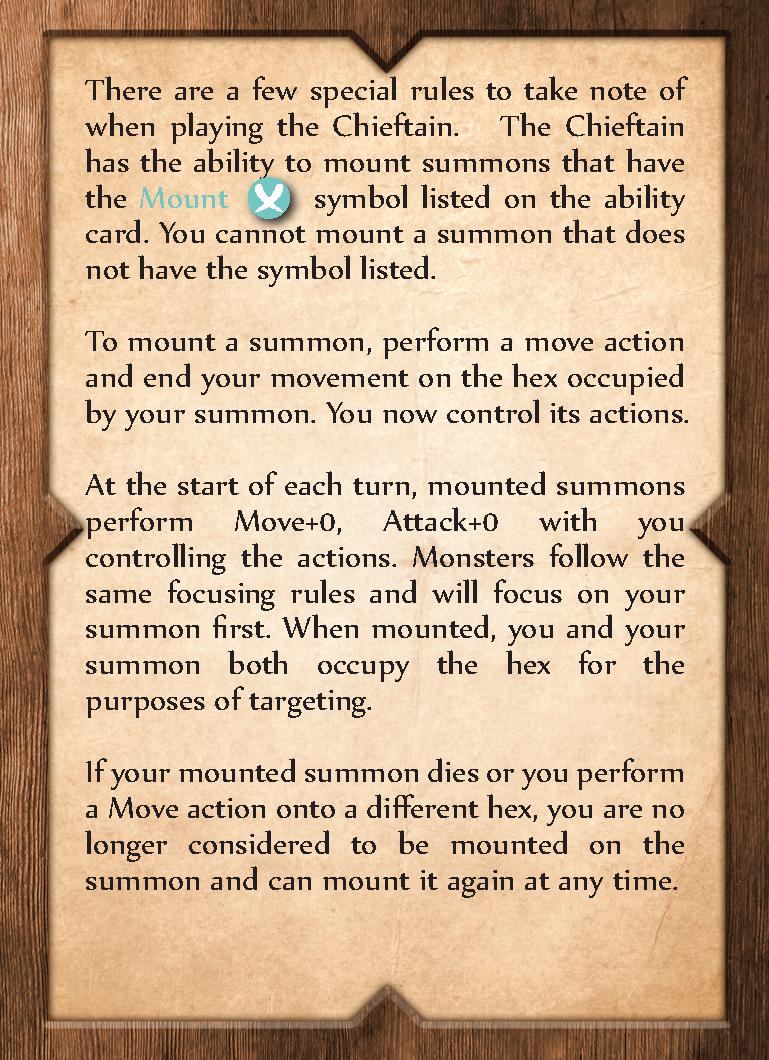 There are a few special rules to take note of
when playing the Chieftain. The Chieftain
has the ability to mount summons that have
the Mount symbol listed on the ability
card. You cannot mount a summon that does
not have the symbol listed.
To mount a summon, perform a move action
and end your movement on the hex occupied
by your summon. You now control its actions.
At the start of each turn, mounted summons
perform Move+0, Attack+0 with you
controlling the actions. Monsters follow the
same focusing rules and will focus on your
summon first. When mounted, you and your
summon both occupy the hex for the
purposes of targeting.
If your mounted summon dies or you perform
a Move action onto a different hex, you are no
longer considered to be mounted on the
summon and can mount it again at any time.